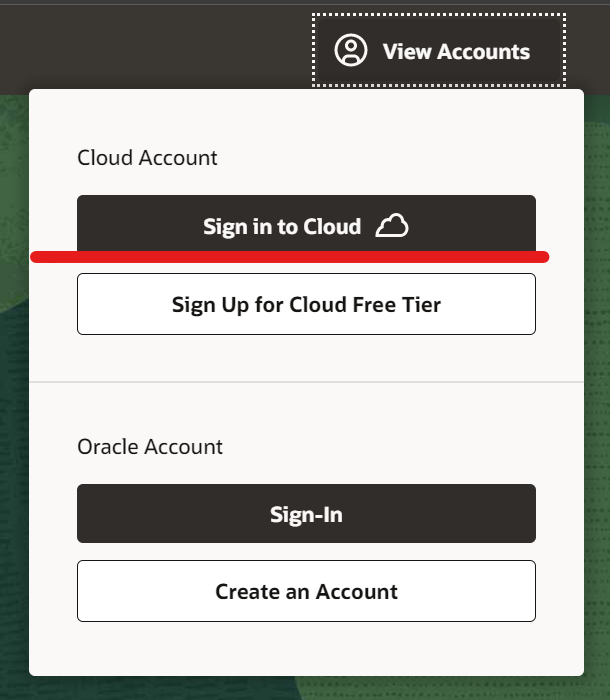 View Accounts
Cloud Account
Sign in to Cloud
Sign Up for Cloud Free Tier
Oracle Account
Sign-In
Create an Account